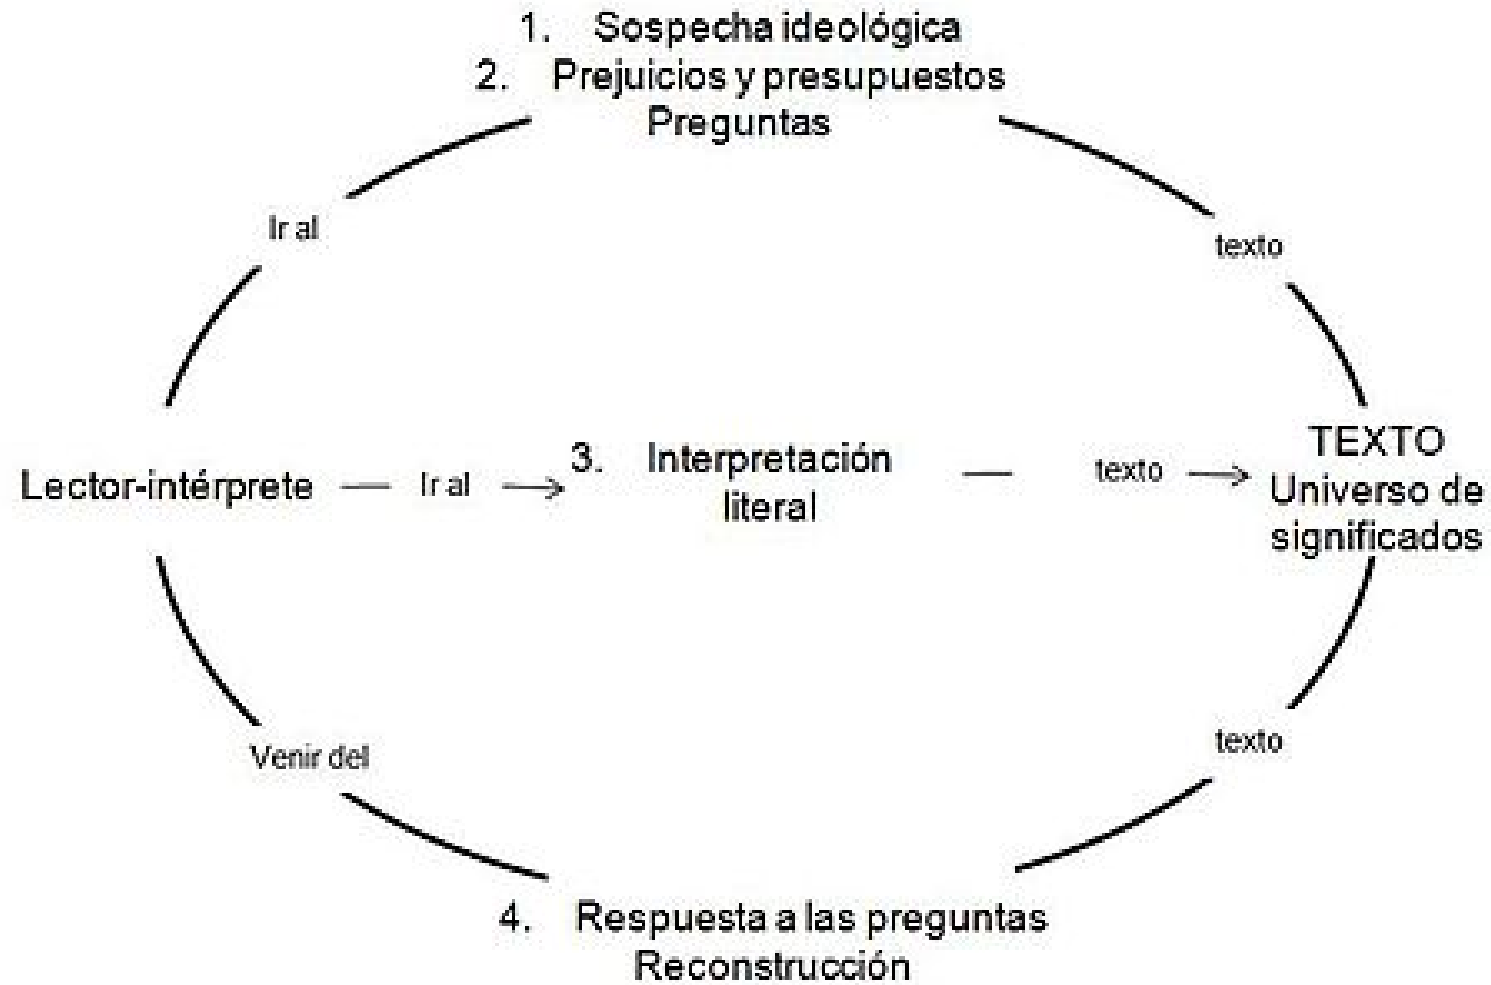 1. Sospecha ideológica
2. Prejuicios y presupuestos
Preguntas
Ir al
texto
Lector-intérprete
Ir al
3. Interpretación
literal
texto
TEXTO
Universo de
significados
Venir del
texto
4. Respuesta a las preguntas
Reconstrucción